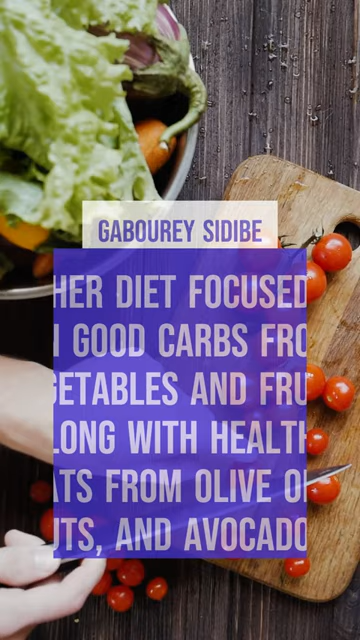 GABOUREY SIDIBE
HER DIET FOCUSED
GOOD CARBS FRO
GETABLES AND FRU
LONG WITH HEALTH
ATS FROM OLIVE OI
UTS, AND AVOCADO